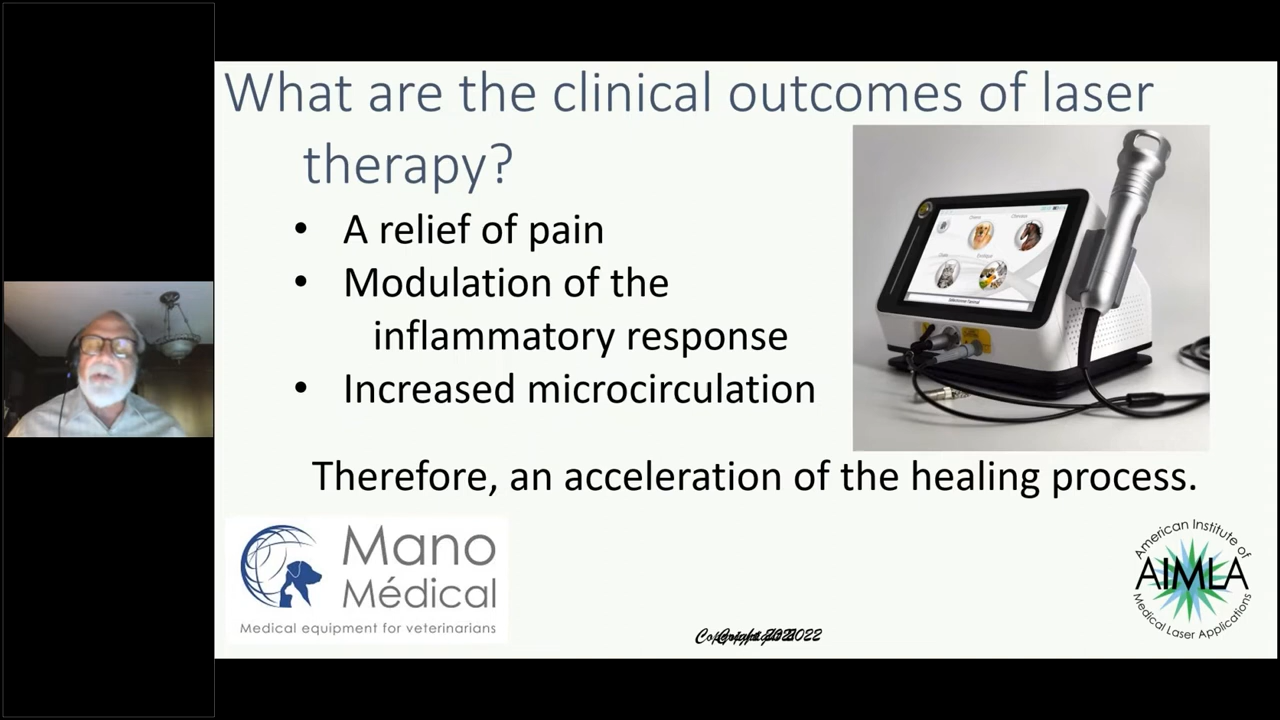 What are the clinical outcomes of laser
therapy?
• A relief of pain
• Modulation of the
inflammatory response
• Increased microcirculation
Therefore, an acceleration of the healing process.
Mano
Médical
Medical equipment for veterinarians
American Institute of
AIMLA
Medical Laser Applications
2022